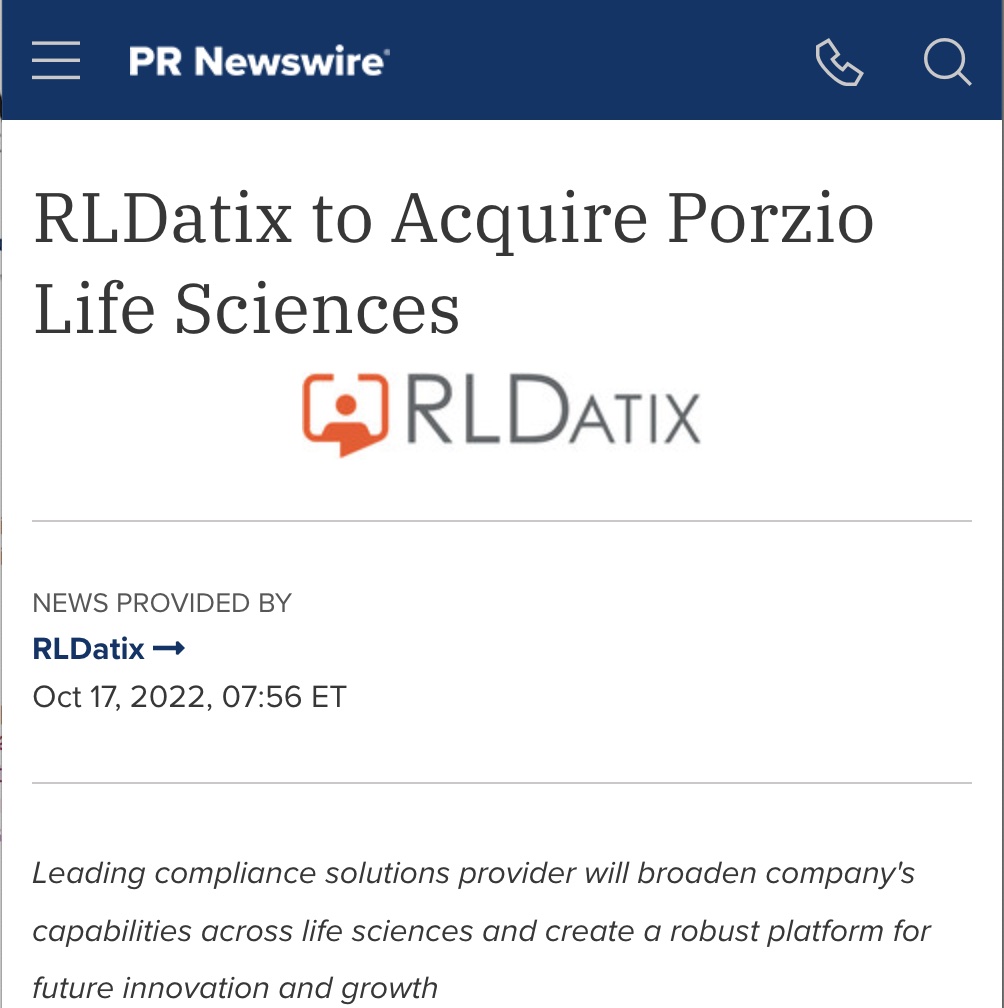 PR Newswire®
RLDatix to Acquire Porzio
Life Sciences
RLDATIX
NEWS PROVIDED BY
RLDatix →
Oct 17, 2022, 07:56 ET
Leading compliance solutions provider will broaden company's
capabilities across life sciences and create a robust platform for
future innovation and growth